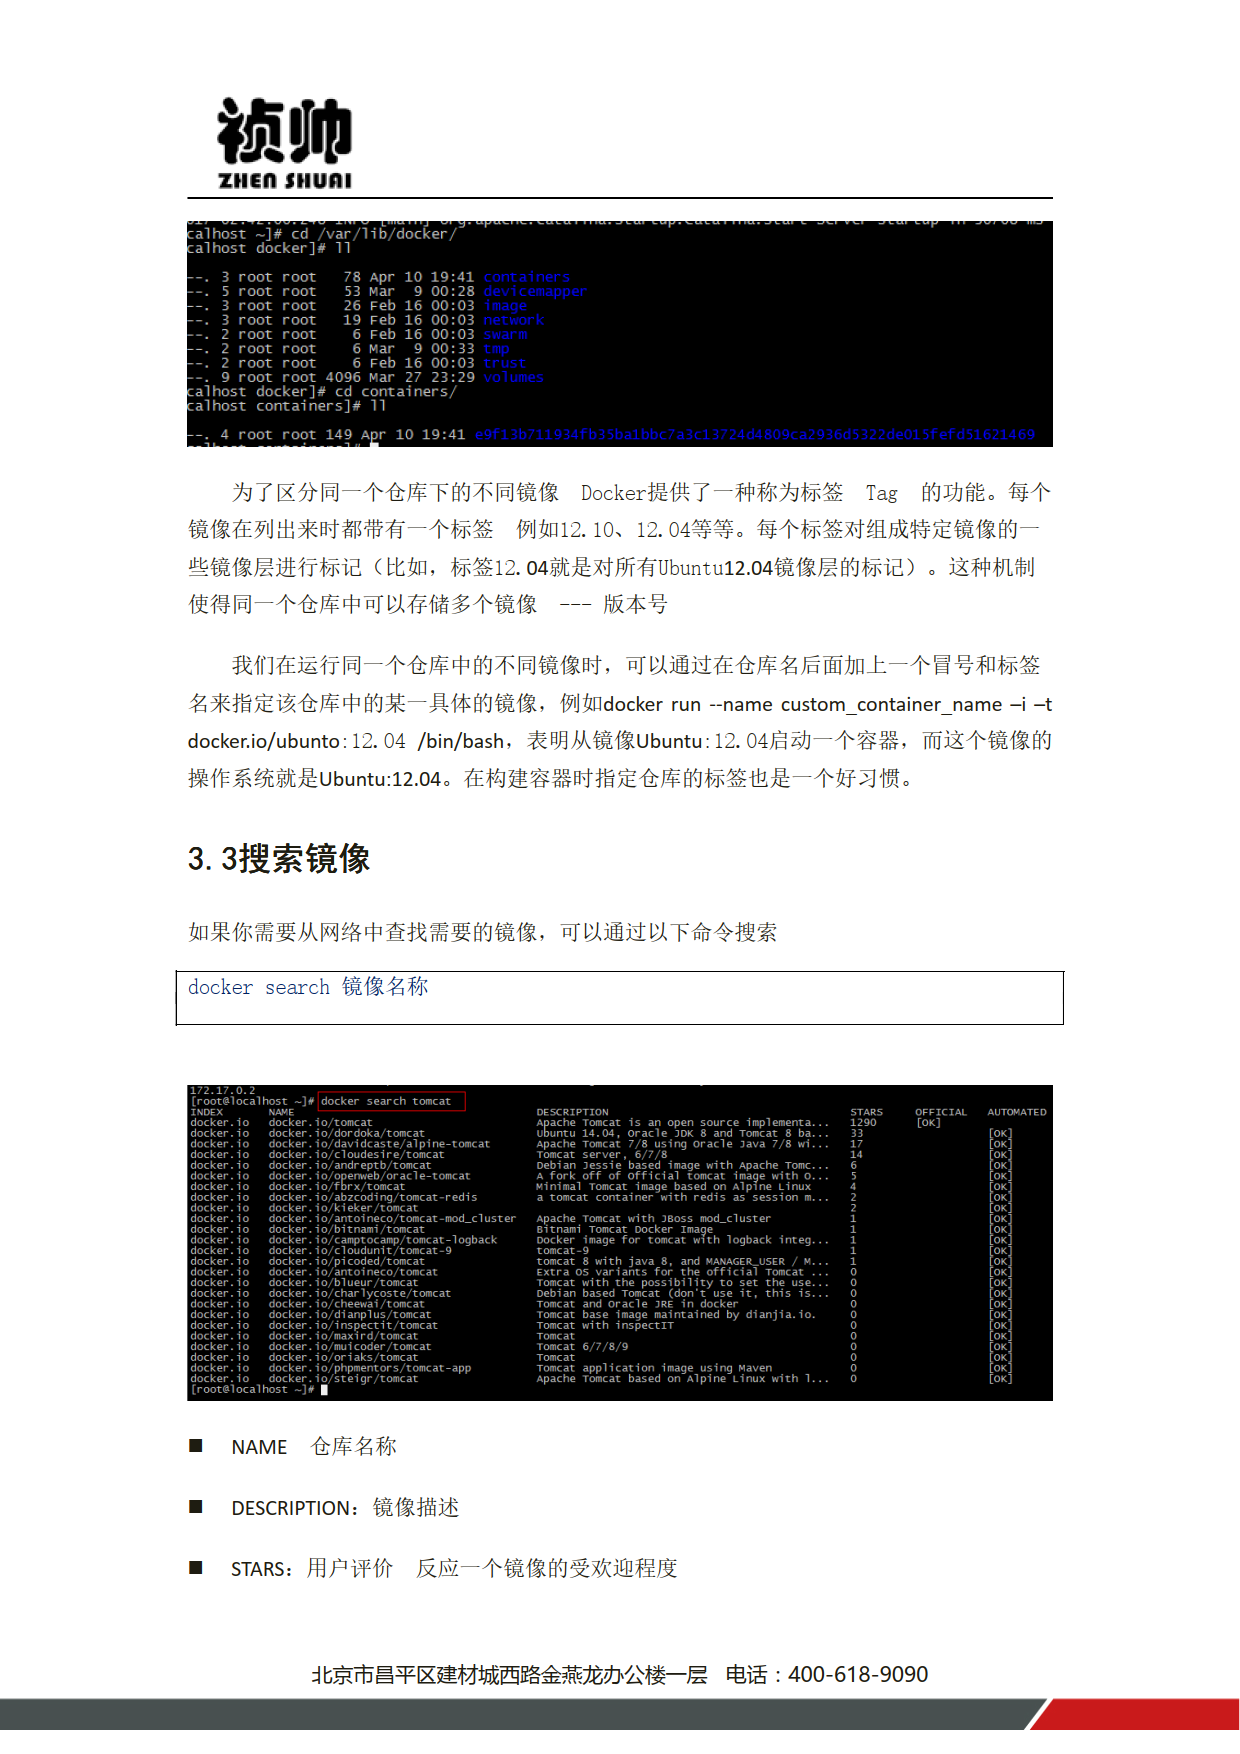 祯帅
ZHEN SHUAI
calhost ~]# cd /var/lib/docker/
calhost docker]# ll
--. 3 root root   78 Apr 10 19:41 containers
--. 5 root root   53 Mar  9 00:28 devicemapper
--. 3 root root   26 Feb 16 00:03 image
--. 3 root root   19 Feb 16 00:03 network
--. 2 root root    6 Feb 16 00:03 swarm
--. 2 root root    6 Mar  9 00:33 tmp
--. 2 root root    6 Feb 16 00:03 trust
--. 9 root root 4096 Mar 27 23:29 volumes
calhost docker]# cd containers/
calhost containers]# ll
--. 4 root root 149 Apr 10 19:41 e9f13b711934fb35ba1bbc7a3c13724d4809ca2936d5322de015fefd51621469
为了区分同一个仓库下的不同镜像 Docker提供了一种称为标签 Tag 的功能。每个
镜像在列出来时都带有一个标签 例如12.10、12.04等等。每个标签对组成特定镜像的一
些镜像层进行标记（比如，标签12.04就是对所有Ubuntu12.04镜像层的标记）。这种机制
使得同一个仓库中可以存储多个镜像 --- 版本号
我们在运行同一个仓库中的不同镜像时，可以通过在仓库名后面加上一个冒号和标签
名来指定该仓库中的某一具体的镜像，例如docker run --name custom_container_name –i –t
docker.io/ubunto:12.04 /bin/bash，表明从镜像Ubuntu:12.04启动一个容器，而这个镜像的
操作系统就是Ubuntu:12.04。在构建容器时指定仓库的标签也是一个好习惯。
3.3搜索镜像
如果你需要从网络中查找需要的镜像，可以通过以下命令搜索
docker search 镜像名称
172.17.0.2
[root@localhost ~]# docker search tomcat
INDEX NAME DESCRIPTION STARS OFFICIAL AUTOMATED
docker.io docker.io/tomcat Apache Tomcat is an open source implementa... 1290 [OK]
docker.io docker.io/dordoka/tomcat Ubuntu 14.04, Oracle JDK 8 and Tomcat 8 ba... 33 [OK]
docker.io docker.io/davidcaste/alpine-tomcat Apache Tomcat 7/8 using Oracle Java 7/8 wi... 17 [OK]
docker.io docker.io/cloudesire/tomcat Tomcat server, 6/7/8 14 [OK]
docker.io docker.io/andreptb/tomcat Debian Jessie based image with Apache Tomc... 6 [OK]
docker.io docker.io/openweb/oracle-tomcat A fork off of Official tomcat image with O... 5 [OK]
docker.io docker.io/fbrx/tomcat Minimal Tomcat image based on Alpine Linux 4 [OK]
docker.io docker.io/abzcoding/tomcat-redis a tomcat container with redis as session m... 2 [OK]
docker.io docker.io/kieker/tomcat 2 [OK]
docker.io docker.io/antoineco/tomcat-mod_cluster Apache Tomcat with JBoss mod_cluster 1 [OK]
docker.io docker.io/bitnami/tomcat Bitnami Tomcat Docker Image 1 [OK]
docker.io docker.io/camptocamp/tomcat-logback Docker image for tomcat with logback integ... 1 [OK]
docker.io docker.io/cloudunit/tomcat-9 tomcat-9 1 [OK]
docker.io docker.io/picoded/tomcat tomcat 8 with java 8, and MANAGER_USER / M... 1 [OK]
docker.io docker.io/antoineco/tomcat Extra OS variants for the official Tomcat ... 0 [OK]
docker.io docker.io/blueur/tomcat Tomcat with the possibility to set the use... 0 [OK]
docker.io docker.io/charlycoste/tomcat Debian based Tomcat (don't use it, this is... 0 [OK]
docker.io docker.io/cheewai/tomcat Tomcat and Oracle JRE in docker 0 [OK]
docker.io docker.io/dianplus/tomcat Tomcat base image maintained by dianjia.io. 0 [OK]
docker.io docker.io/inspectit/tomcat Tomcat with inspectIT 0 [OK]
docker.io docker.io/maxird/tomcat Tomcat 0 [OK]
docker.io docker.io/muicoder/tomcat Tomcat 6/7/8/9 0 [OK]
docker.io docker.io/oriaks/tomcat Tomcat 0 [OK]
docker.io docker.io/phpmentors/tomcat-app Tomcat application image using Maven 0 [OK]
docker.io docker.io/steigr/tomcat Apache Tomcat based on Alpine Linux with l... 0 [OK]
[root@localhost ~]#
■ NAME 仓库名称
■ DESCRIPTION：镜像描述
■ STARS：用户评价 反应一个镜像的受欢迎程度
北京市昌平区建材城西路金燕龙办公楼一层 电话：400-618-9090